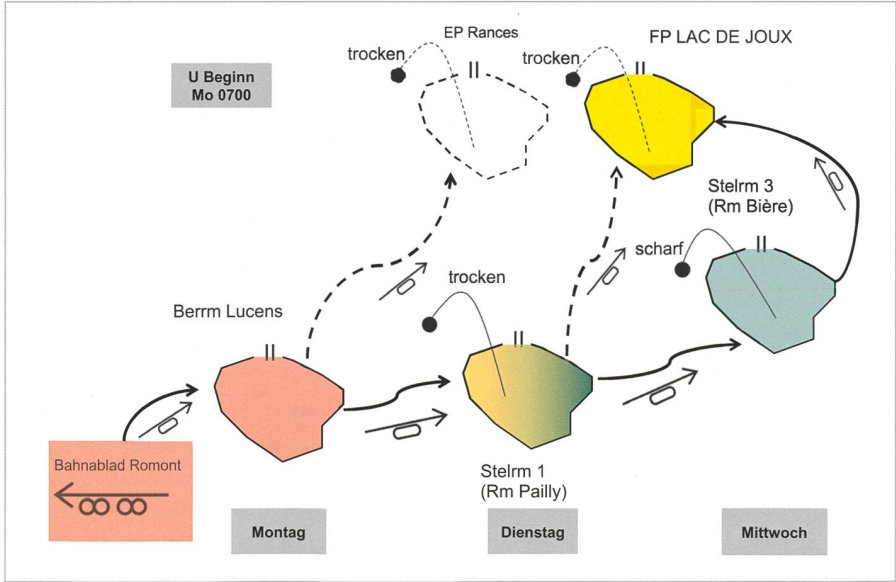 EP Rances
FP LAC DE JOUX
trocken
trocken
U Beginn
Mo 0700
Stelrm 3
(Rm Bière)
scharf
trocken
Berrm Lucens
Bahnablad Romont
Stelrm 1
(Rm Pailly)
Montag
Dienstag
Mittwoch